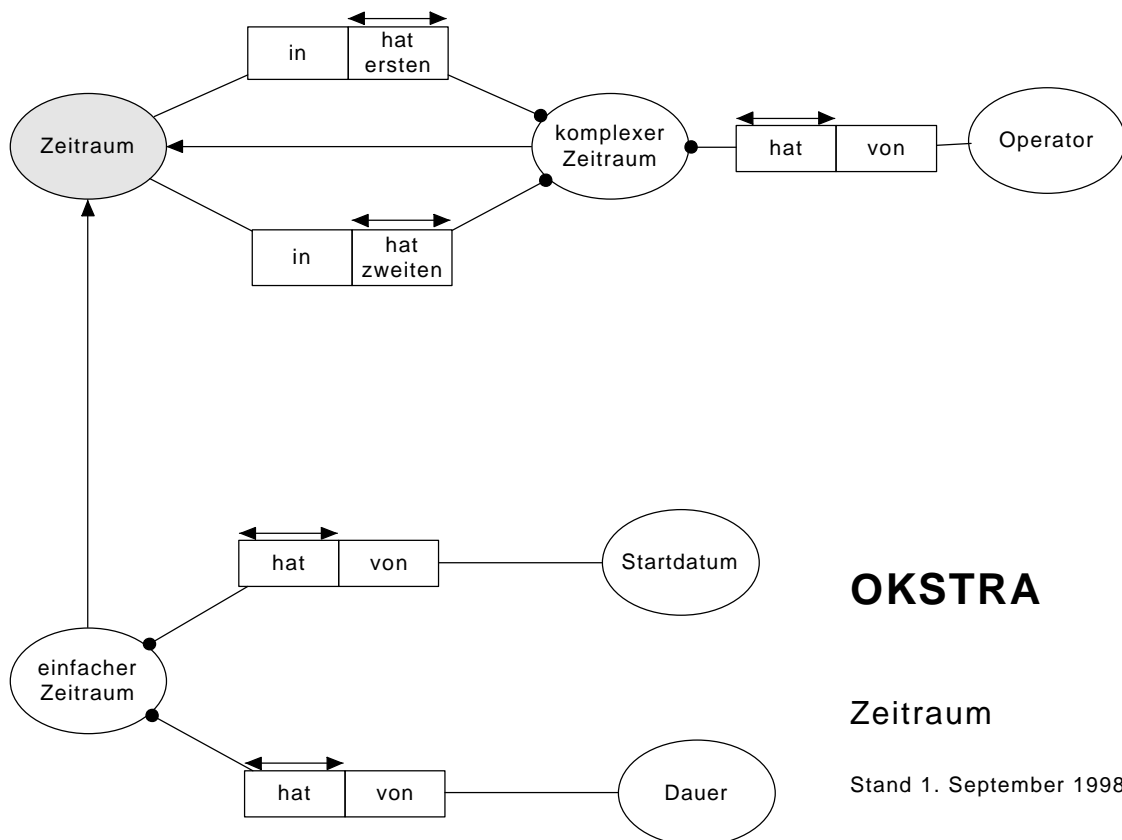 in
hat
ersten
Zeitraum
komplexer
Zeitraum
hat
von
Operator
in
hat
zweiten
hat
von
Startdatum
OKSTRA
einfacher
Zeitraum
Zeitraum
hat
von
Dauer
Stand 1. September 1998